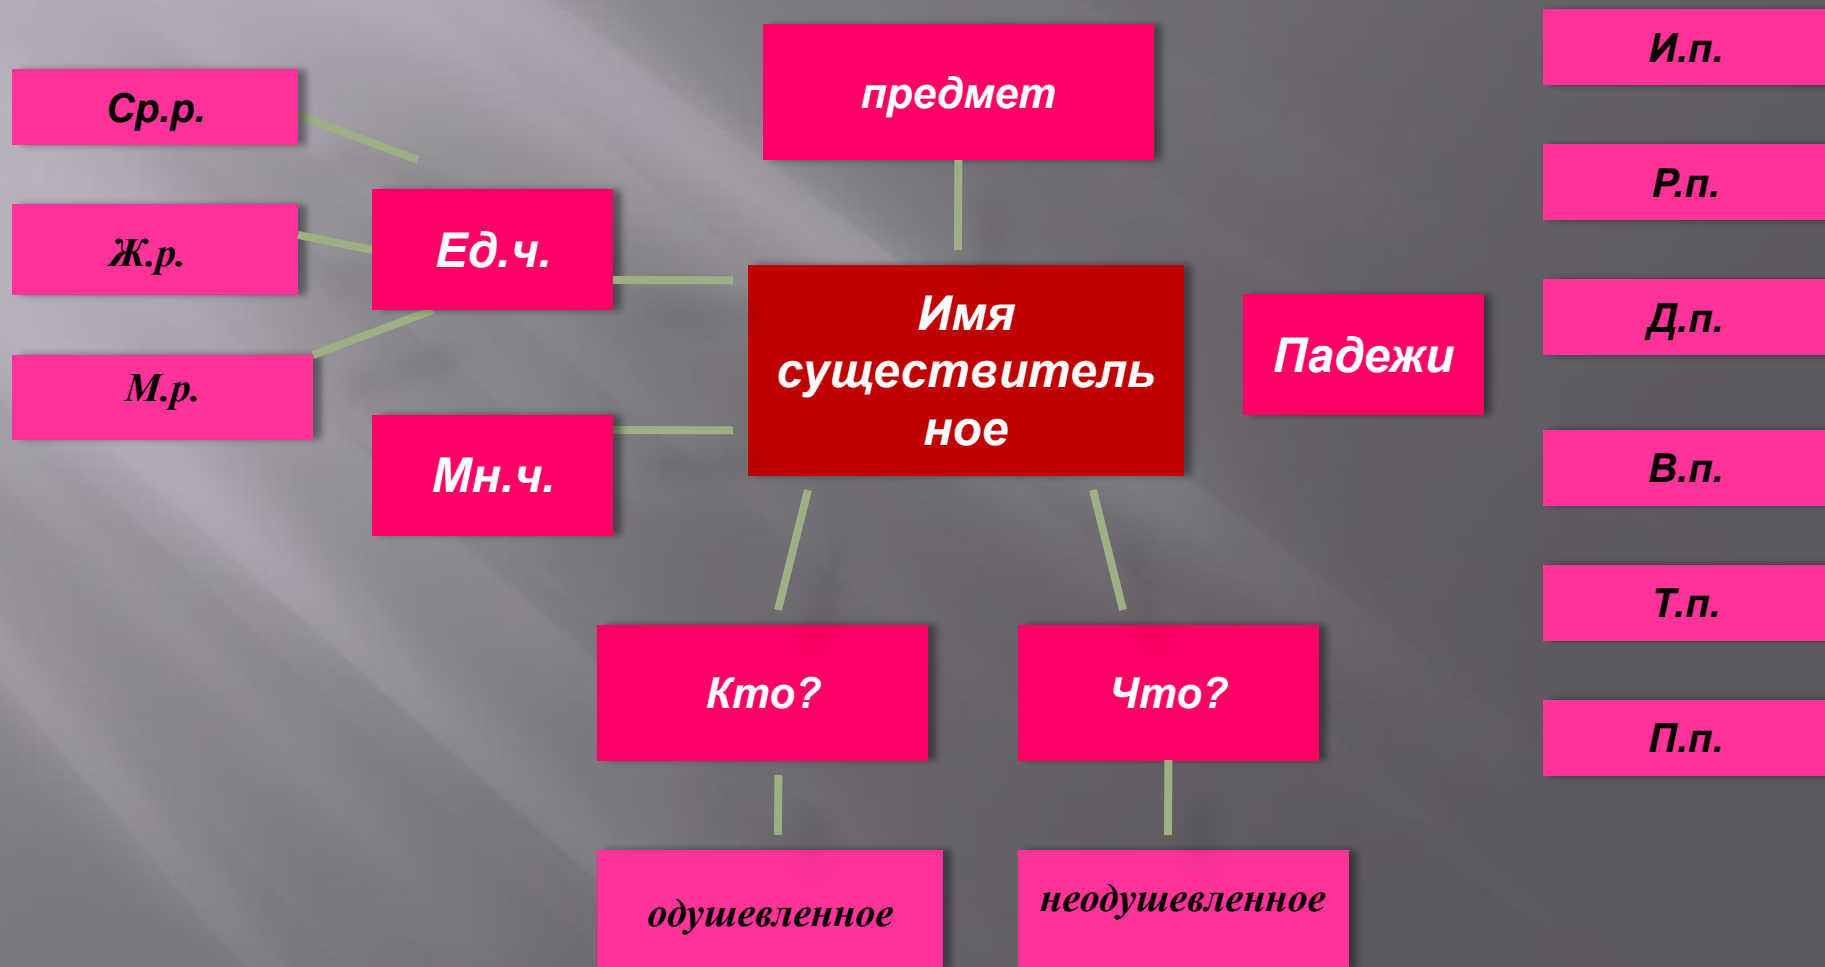 предмет
Ср.р.
Ж.р.
М.р.
Ед.ч.
Мн.ч.
Имя
существитель
ное
Падежи
И.п.
Р.п.
Д.п.
В.п.
Т.п.
П.п.
Кто?
Что?
одушевленное
неодушевленное